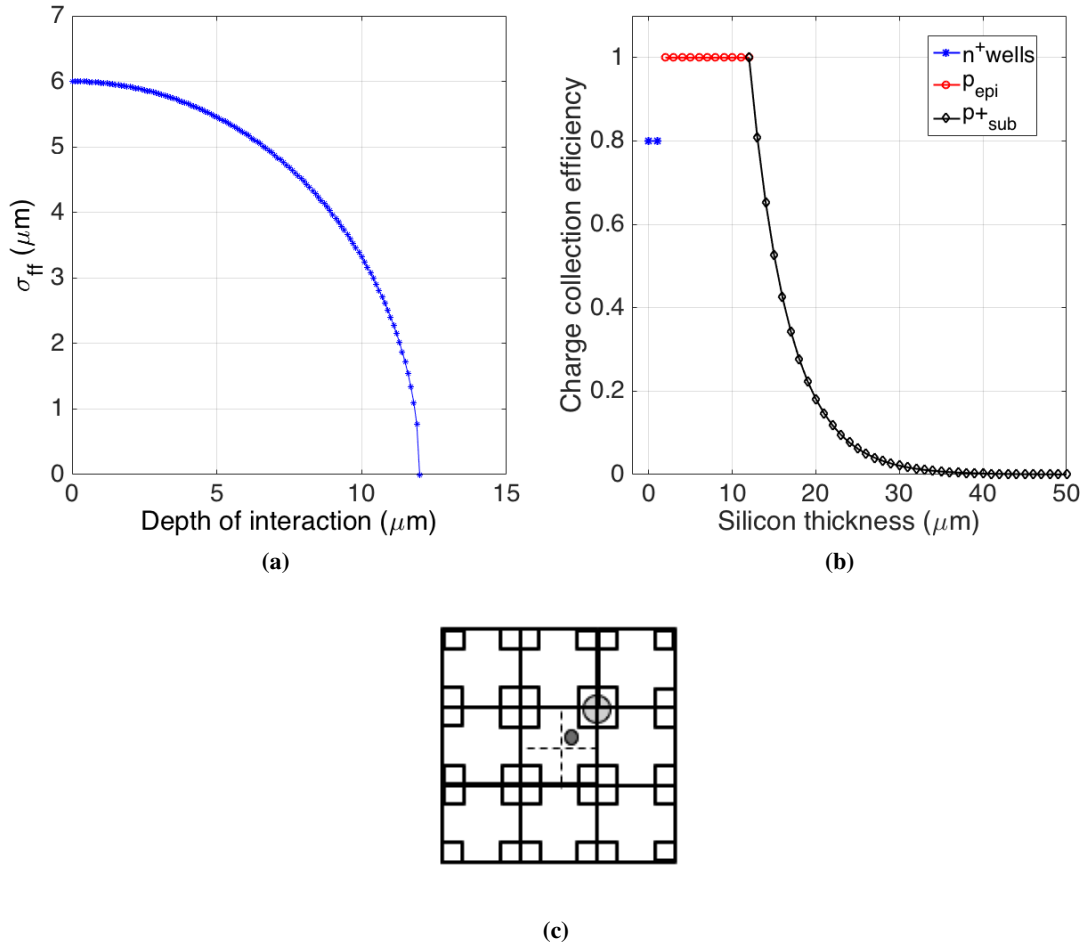 7
6
5
4
3
2
1
0
σff (μm)
0 5 10 15
Depth of interaction (μm)
(a)
1
0.8
0.6
0.4
0.2
0
Charge collection efficiency
n+wells
pepi
p+sub
0 10 20 30 40 50
Silicon thickness (μm)
(b)
(c)